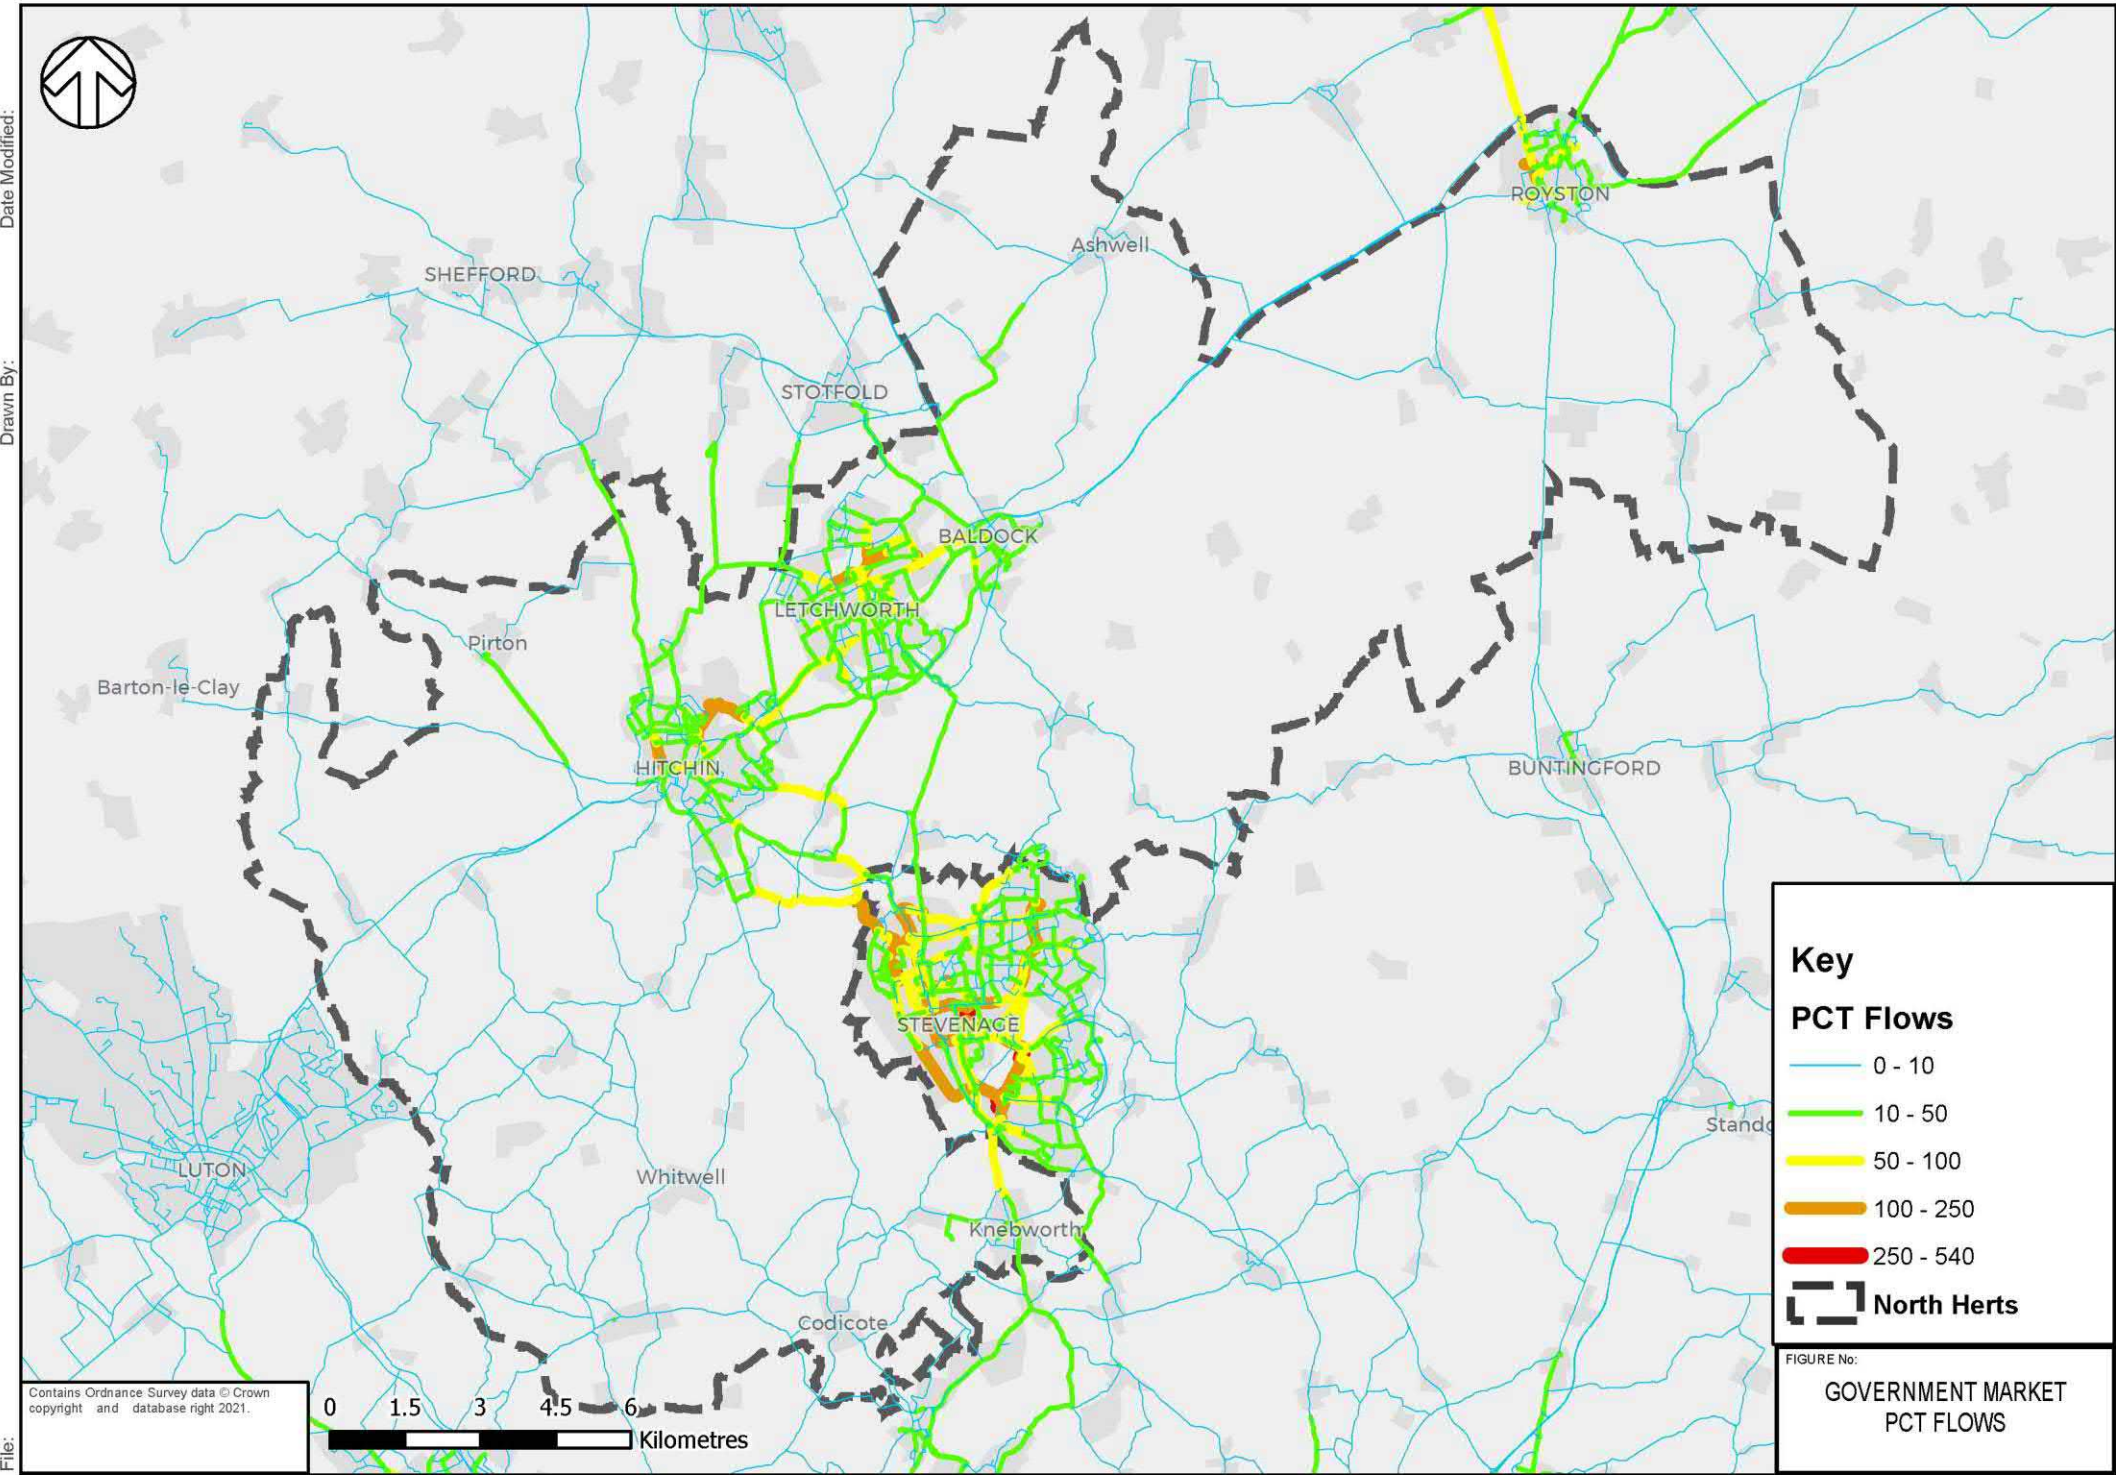 Date Modified:
Drawn By:
File:
ROYSTON
Ashwell
SHEFFORD
STOTFOLD
BALDOCK
LETCHWORTH
Pirton
Barton-le-Clay
HITCHIN
BUNTINGFORD
STEVENAGE
LUTON
Whitwell
Knebworth
Codicote
Key
PCT Flows
0 - 10
10 - 50
50 - 100
100 - 250
250 - 540
North Herts
FIGURE No:
GOVERNMENT MARKET
PCT FLOWS
Contains Ordnance Survey data © Crown
copyright and database right 2021.
0 1.5 3 4.5 6
Kilometres